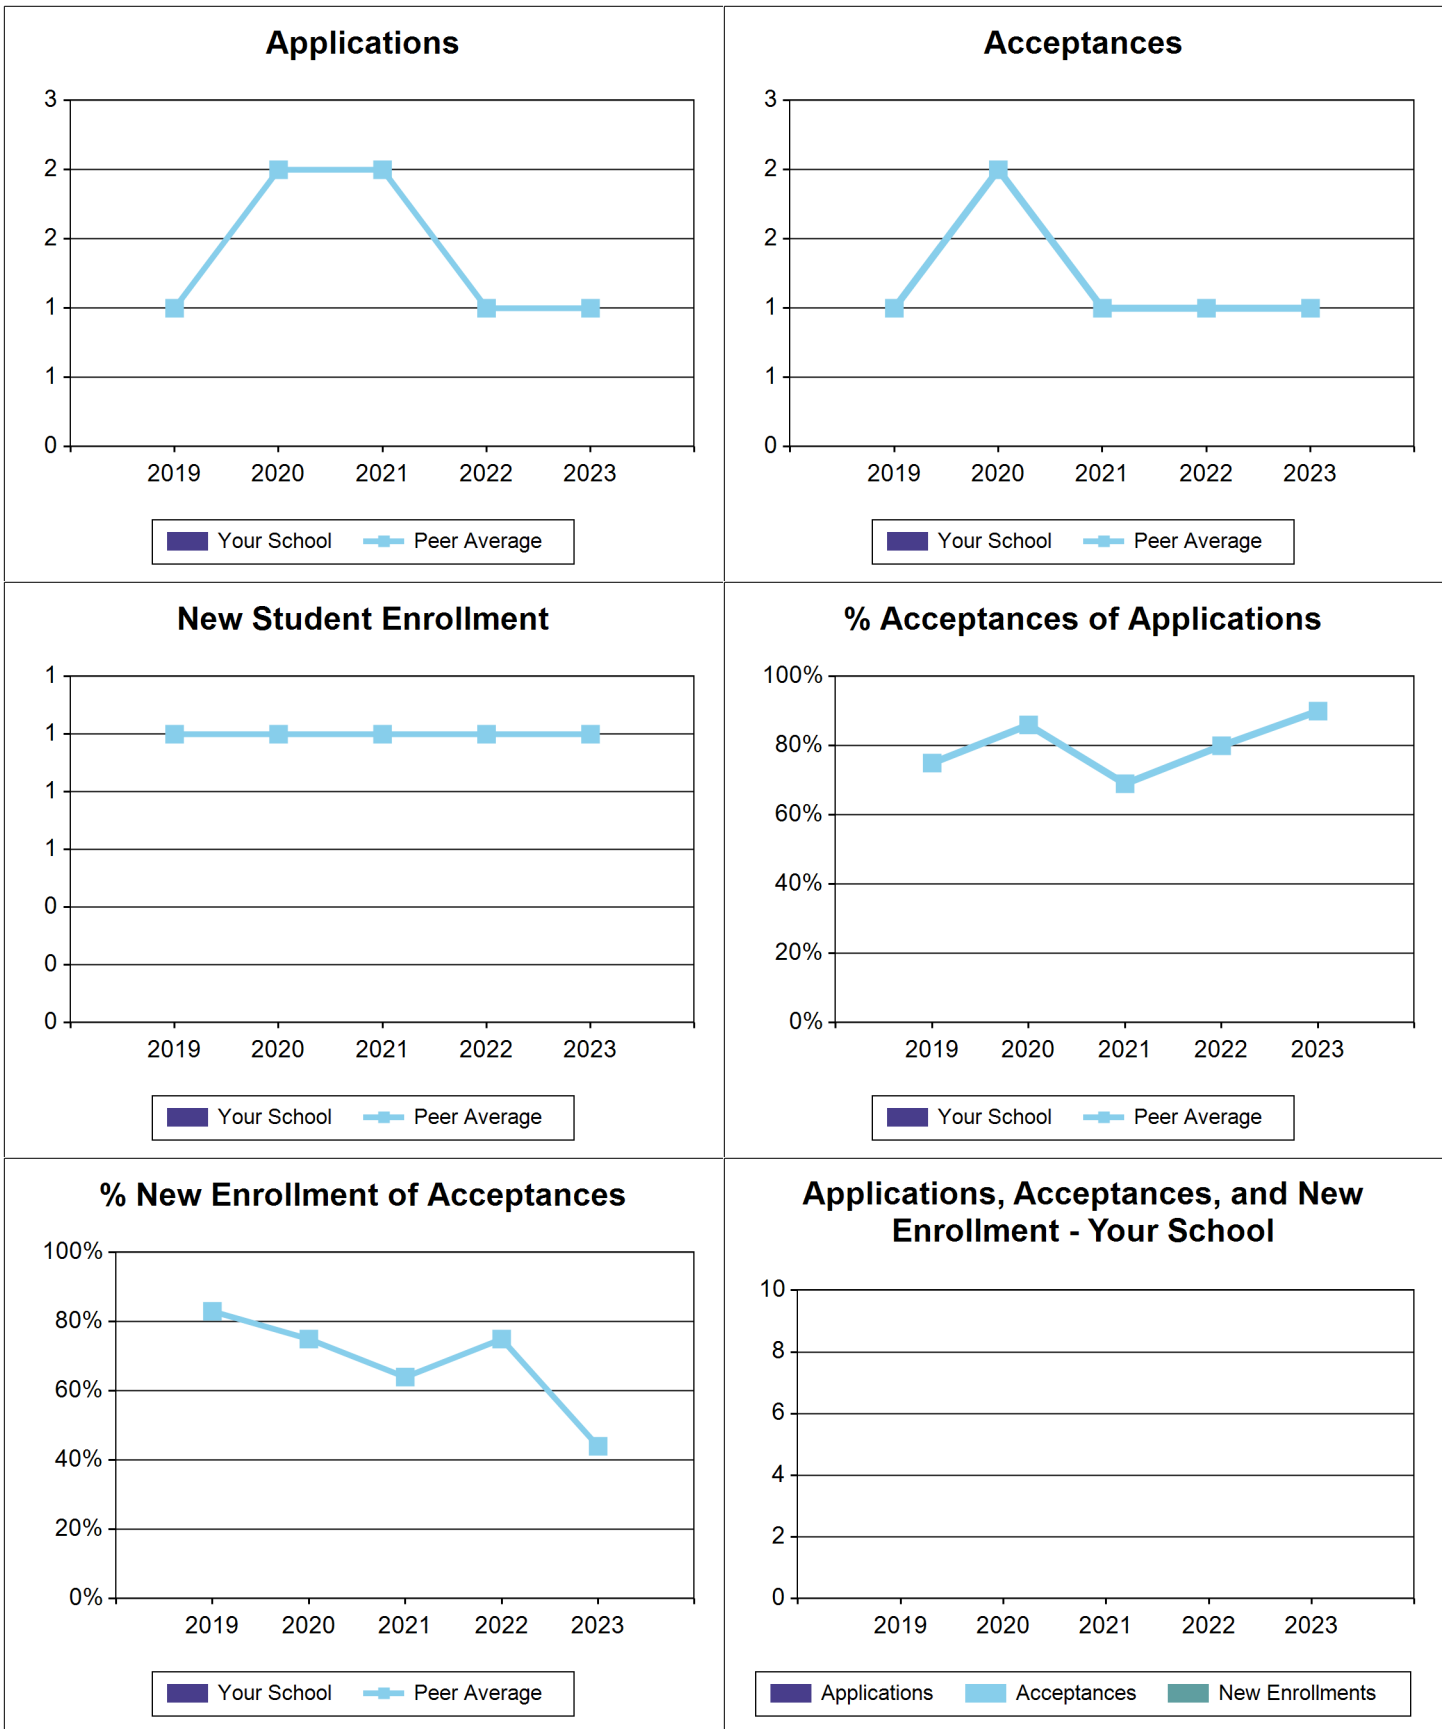 Applications
3
2
2
1
1
0
2019 2020 2021 2022 2023
Your School Peer Average
Acceptances
3
2
2
1
1
0
2019 2020 2021 2022 2023
Your School Peer Average
New Student Enrollment
1
1
1
1
0
0
0
2019 2020 2021 2022 2023
Your School Peer Average
% Acceptances of Applications
100%
80%
60%
40%
20%
0%
2019 2020 2021 2022 2023
Your School Peer Average
% New Enrollment of Acceptances
100%
80%
60%
40%
20%
0%
2019 2020 2021 2022 2023
Your School Peer Average
Applications, Acceptances, and New
Enrollment - Your School
10
8
6
4
2
0
2019 2020 2021 2022 2023
Applications Acceptances New Enrollments